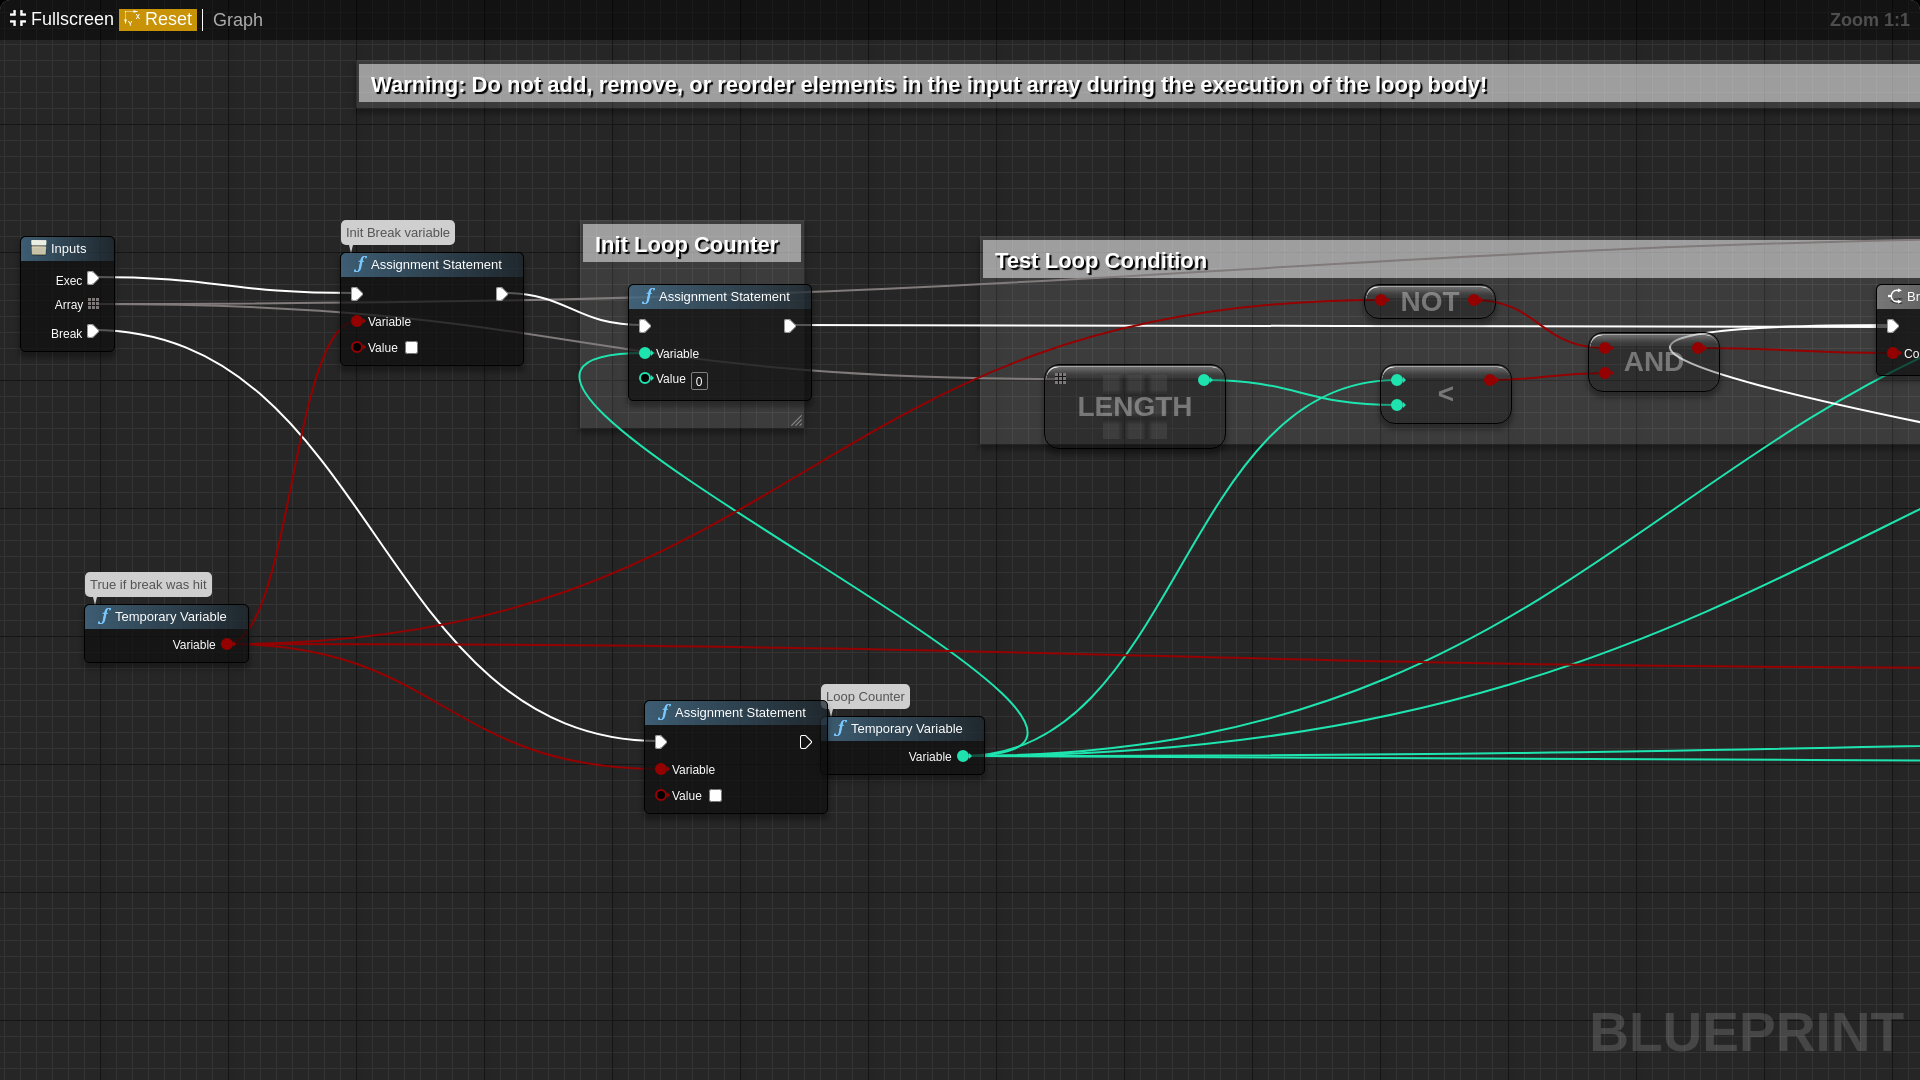 Fullscreen Reset Graph
Zoom 1:1
Warning: Do not add, remove, or reorder elements in the input array during the execution of the loop body!
Inputs
Exec
Array
Break
Init Break variable
Assignment Statement
Variable
Value
Init Loop Counter
Assignment Statement
Variable
Value 0
Test Loop Condition
NOT
LENGTH
<
AND
Br
Co
True if break was hit
Temporary Variable
Variable
Assignment Statement
Variable
Value
Loop Counter
Temporary Variable
Variable
BLUEPRINT